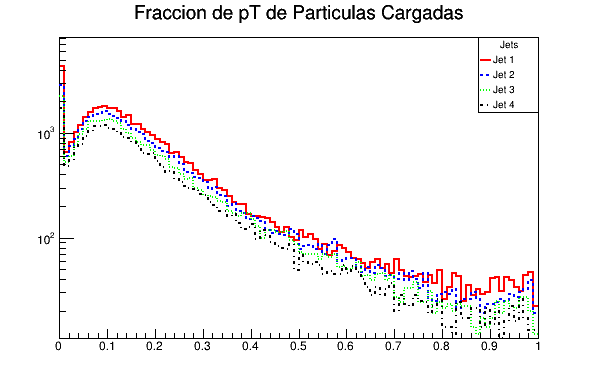 Fraccion de pT de Particulas Cargadas
Jets
Jet 1
Jet 2
Jet 3
Jet 4
10³
10²
0 0.1 0.2 0.3 0.4 0.5 0.6 0.7 0.8 0.9 1